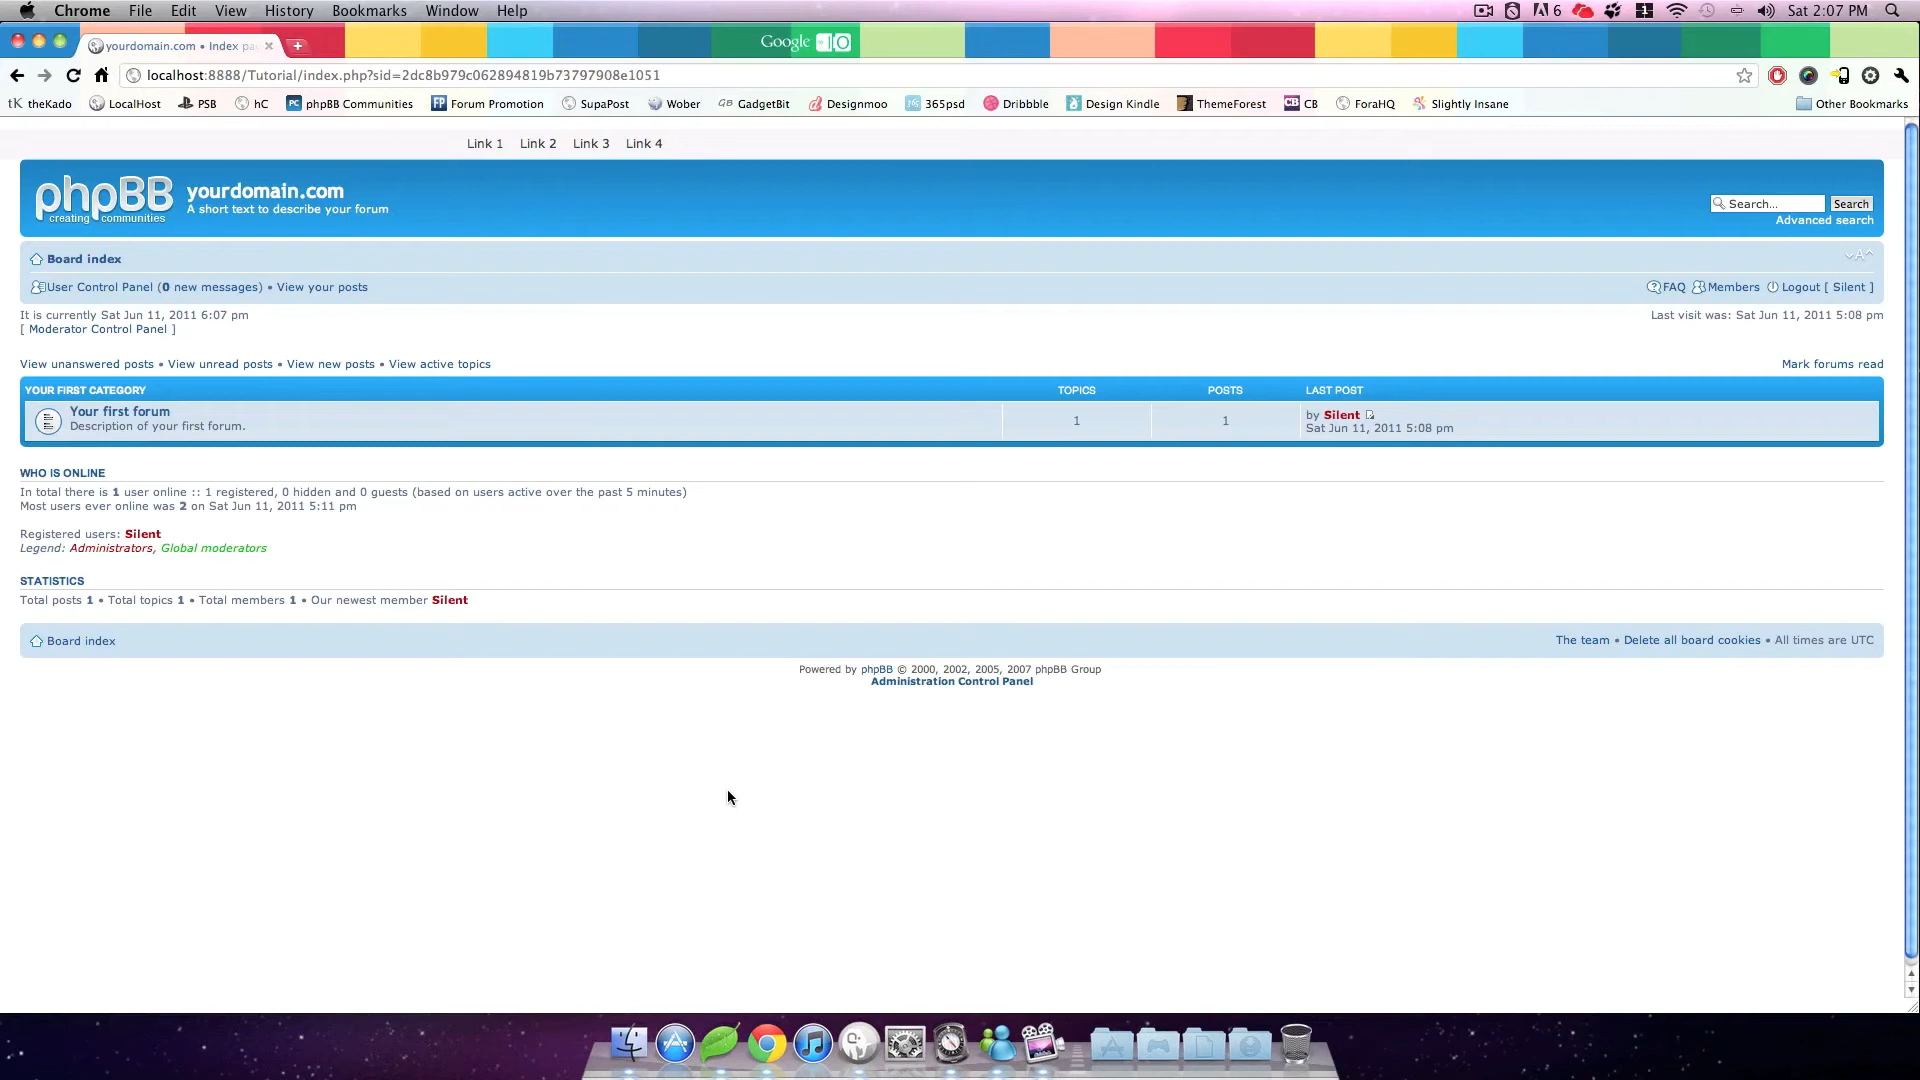 Chrome File Edit View History Bookmarks Window Help
6 1 Sat 2:07 PM
yourdomain.com • Index pa
Google IO
localhost:8888/Tutorial/index.php?sid=2dc8b979c062894819b73797908e1051
tK theKado LocalHost PSB hC PC phpBB Communities FP Forum Promotion SupaPost Wober GB GadgetBit Designmoo 365psd Dribbble Design Kindle ThemeForest CB CB ForaHQ Slightly Insane Other Bookmarks
Link 1 Link 2 Link 3 Link 4
phpBB
creating communities
yourdomain.com
A short text to describe your forum
Search... Search
Advanced search
Board index
A
User Control Panel (0 new messages) • View your posts
FAQ Members Logout [ Silent ]
It is currently Sat Jun 11, 2011 6:07 pm
Last visit was: Sat Jun 11, 2011 5:08 pm
[ Moderator Control Panel ]
View unanswered posts • View unread posts • View new posts • View active topics
Mark forums read
YOUR FIRST CATEGORY TOPICS POSTS LAST POST
Your first forum
Description of your first forum.
1
1
by Silent
Sat Jun 11, 2011 5:08 pm
WHO IS ONLINE
In total there is 1 user online :: 1 registered, 0 hidden and 0 guests (based on users active over the past 5 minutes)
Most users ever online was 2 on Sat Jun 11, 2011 5:11 pm
Registered users: Silent
Legend: Administrators, Global moderators
STATISTICS
Total posts 1 • Total topics 1 • Total members 1 • Our newest member Silent
Board index
The team • Delete all board cookies • All times are UTC
Powered by phpBB © 2000, 2002, 2005, 2007 phpBB Group
Administration Control Panel